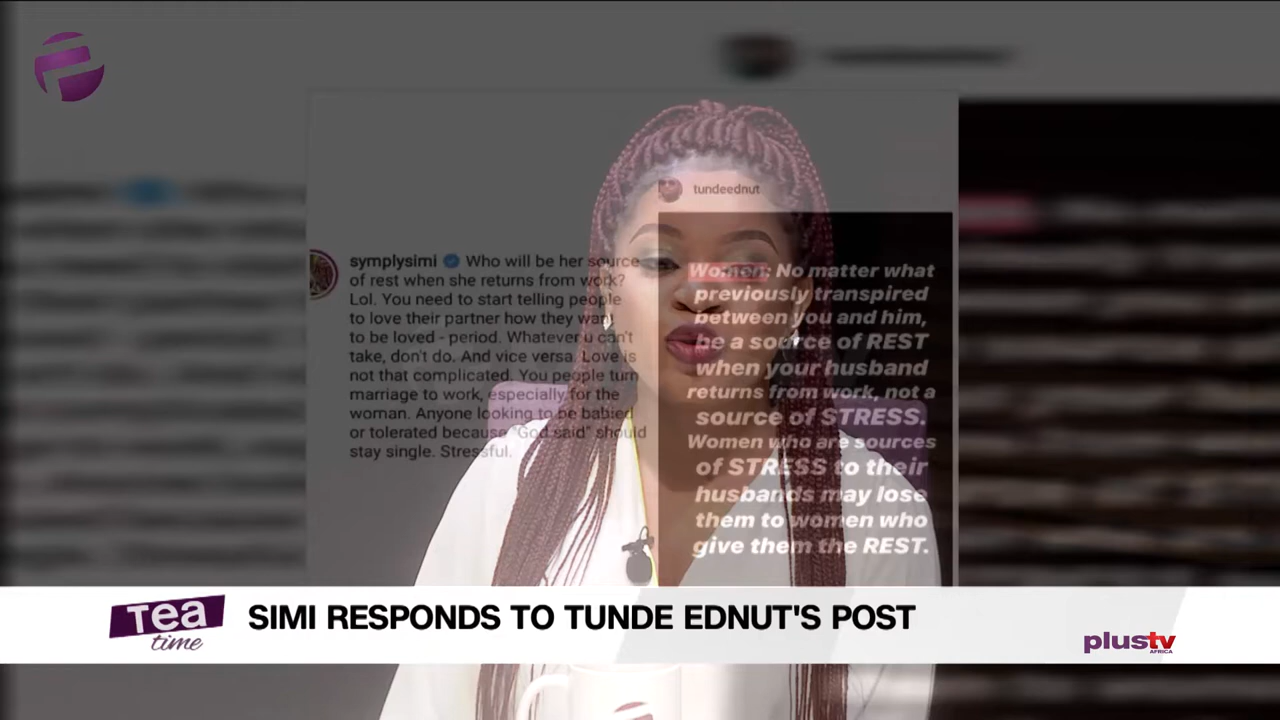 symplysimi Who will be her source
of rest when she returns from work?
Lol. You need to start telling people
to love their partner how they want
to be loved - period. Whatever u can't
take, don't do. And vice versa. Love is
not that complicated. You people turn
marriage to work, especially for the
woman. Anyone looking to be babied
or tolerated because "God said" should
stay single. Stressful.
tundeednut
Women: No matter what
previously transpired
between you and him,
be a source of REST
when your husband
returns from work, not a
source of STRESS.
Women who are sources
of STRESS to their
husbands may lose
them to women who
give them the REST.
Tea
time
SIMI RESPONDS TO TUNDE EDNUT'S POST
plustv
AFRICA